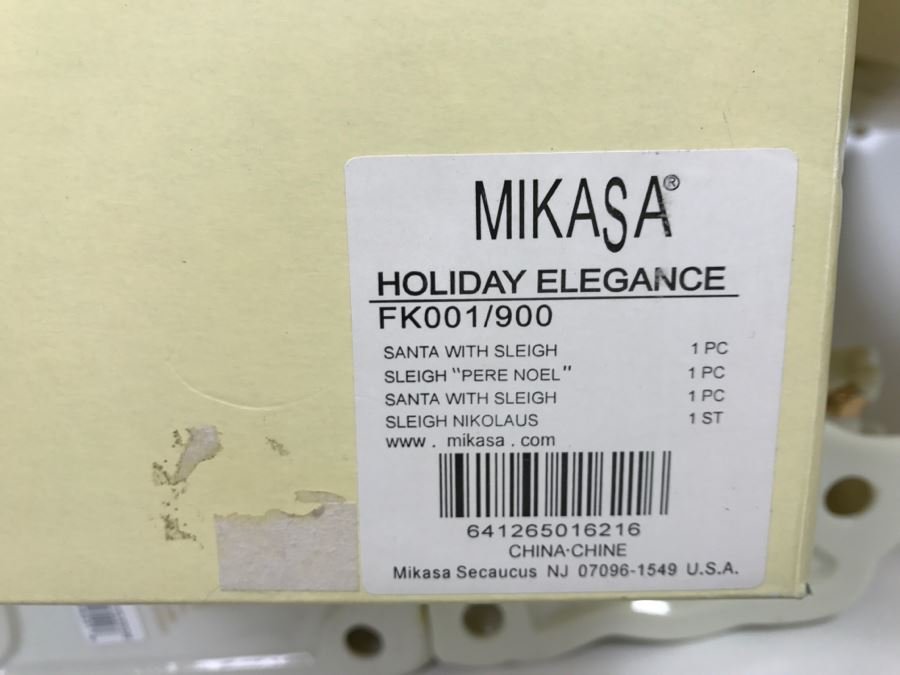 MIKASA®
HOLIDAY ELEGANCE
FK001/900
SANTA WITH SLEIGH 1 PC
SLEIGH "PERE NOEL" 1 PC
SANTA WITH SLEIGH 1 PC
SLEIGH NIKOLAUS 1 ST
www . mikasa . com
641265016216
CHINA·CHINE
Mikasa Secaucus NJ 07096-1549 U.S.A.